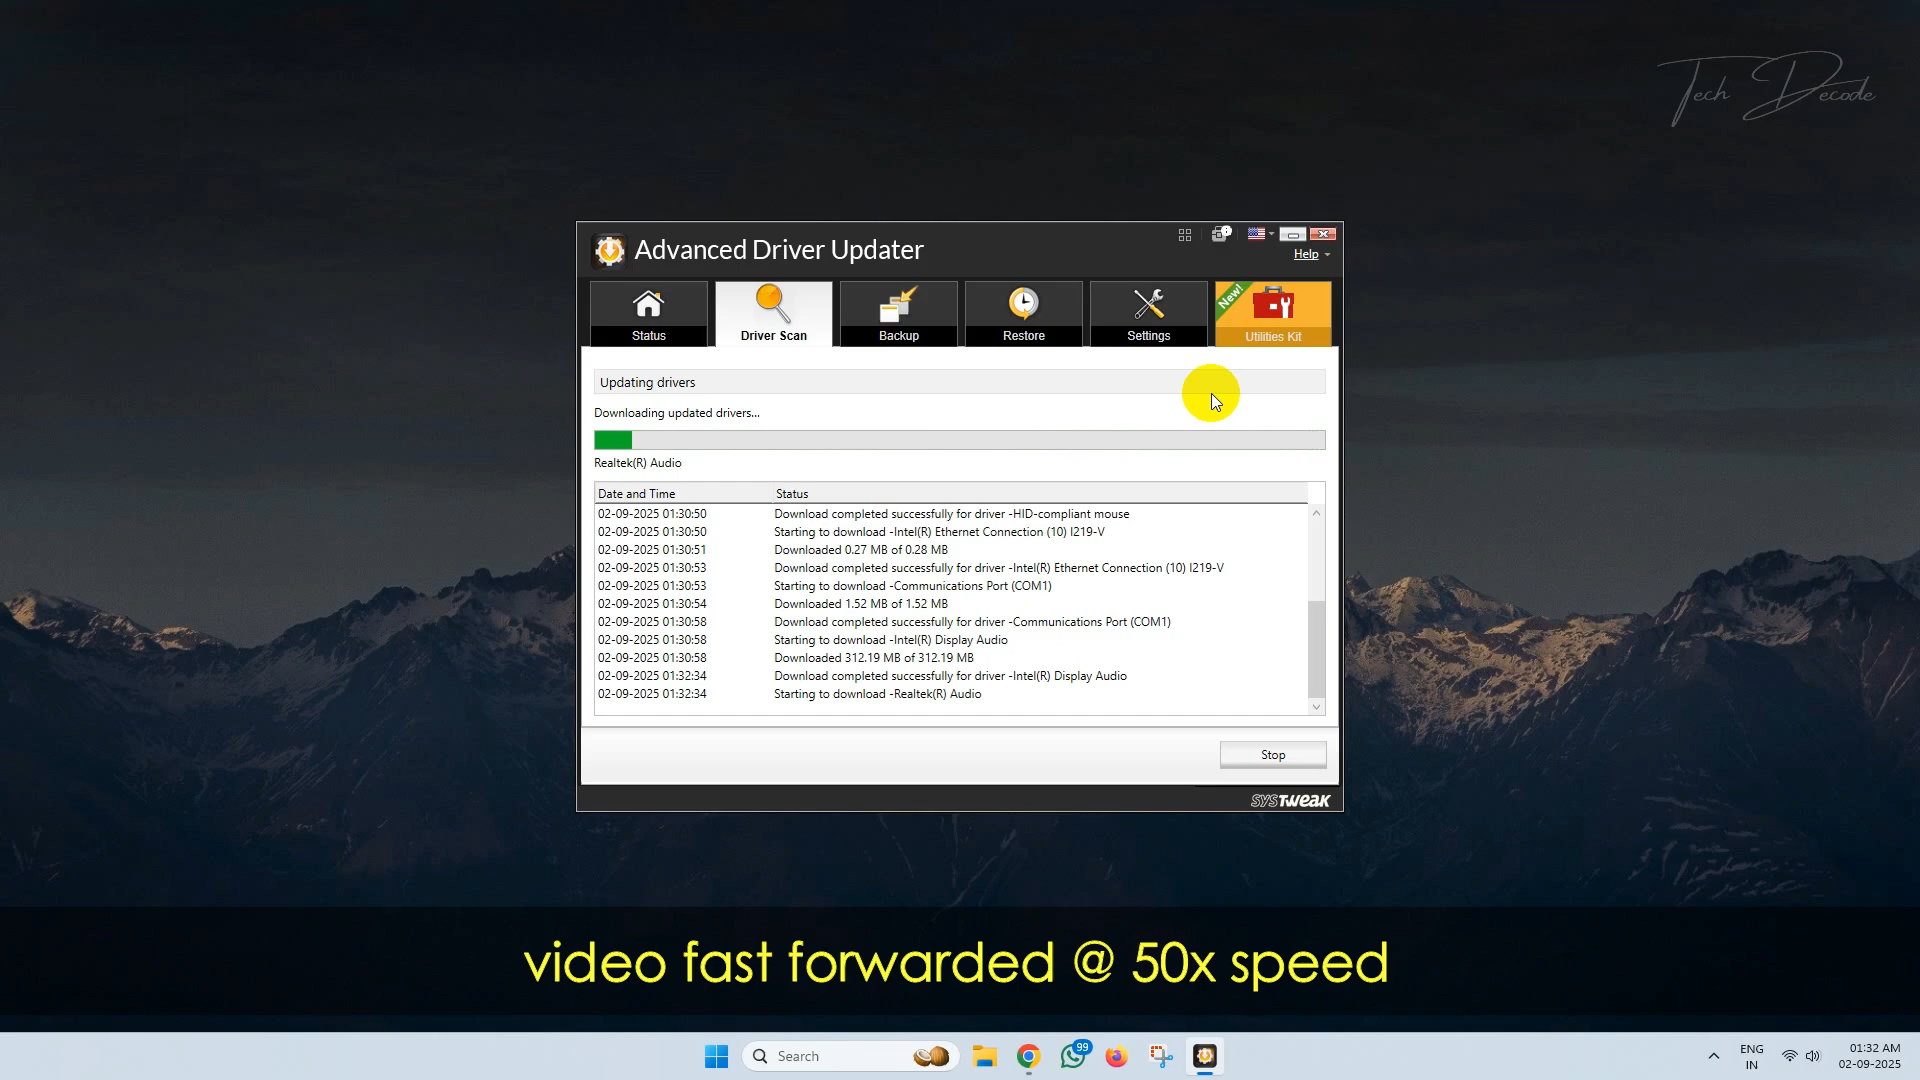 Tech Decode
Advanced Driver Updater
Help
Status
Driver Scan
Backup
Restore
Settings
New!
Utilities Kit
Updating drivers
Downloading updated drivers...
Realtek(R) Audio
Date and Time Status
02-09-2025 01:30:50 Download completed successfully for driver -HID-compliant mouse
02-09-2025 01:30:50 Starting to download -Intel(R) Ethernet Connection (10) I219-V
02-09-2025 01:30:51 Downloaded 0.27 MB of 0.28 MB
02-09-2025 01:30:53 Download completed successfully for driver -Intel(R) Ethernet Connection (10) I219-V
02-09-2025 01:30:53 Starting to download -Communications Port (COM1)
02-09-2025 01:30:54 Downloaded 1.52 MB of 1.52 MB
02-09-2025 01:30:58 Download completed successfully for driver -Communications Port (COM1)
02-09-2025 01:30:58 Starting to download -Intel(R) Display Audio
02-09-2025 01:30:58 Downloaded 312.19 MB of 312.19 MB
02-09-2025 01:32:34 Download completed successfully for driver -Intel(R) Display Audio
02-09-2025 01:32:34 Starting to download -Realtek(R) Audio
Stop
SYSTweak
video fast forwarded @ 50x speed
Search
99
ENG
IN
01:32 AM
02-09-2025